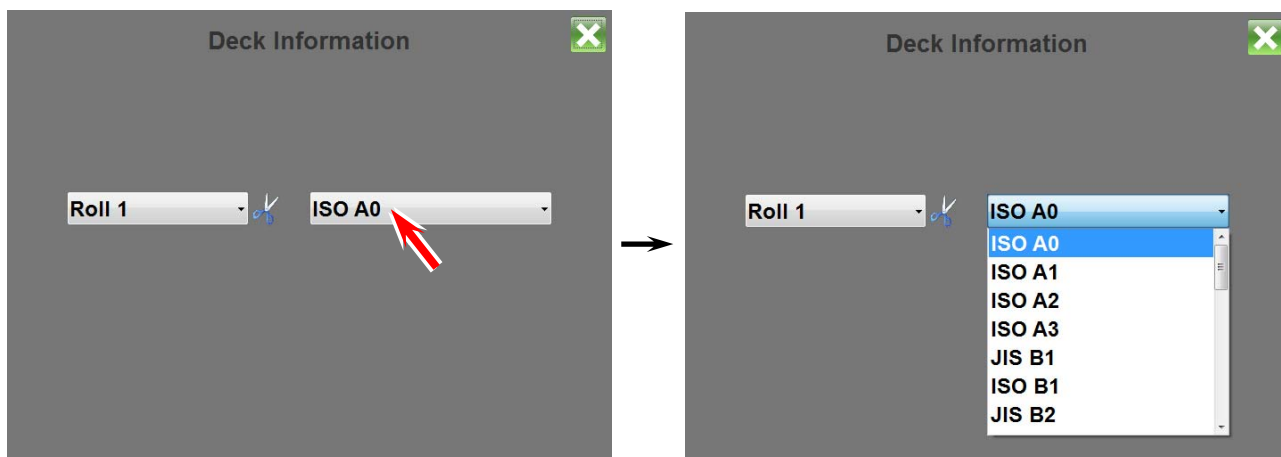 Deck Information
Roll 1
ISO A0
Deck Information
Roll 1
ISO A0
ISO A0
ISO A1
ISO A2
ISO A3
JIS B1
ISO B1
JIS B2